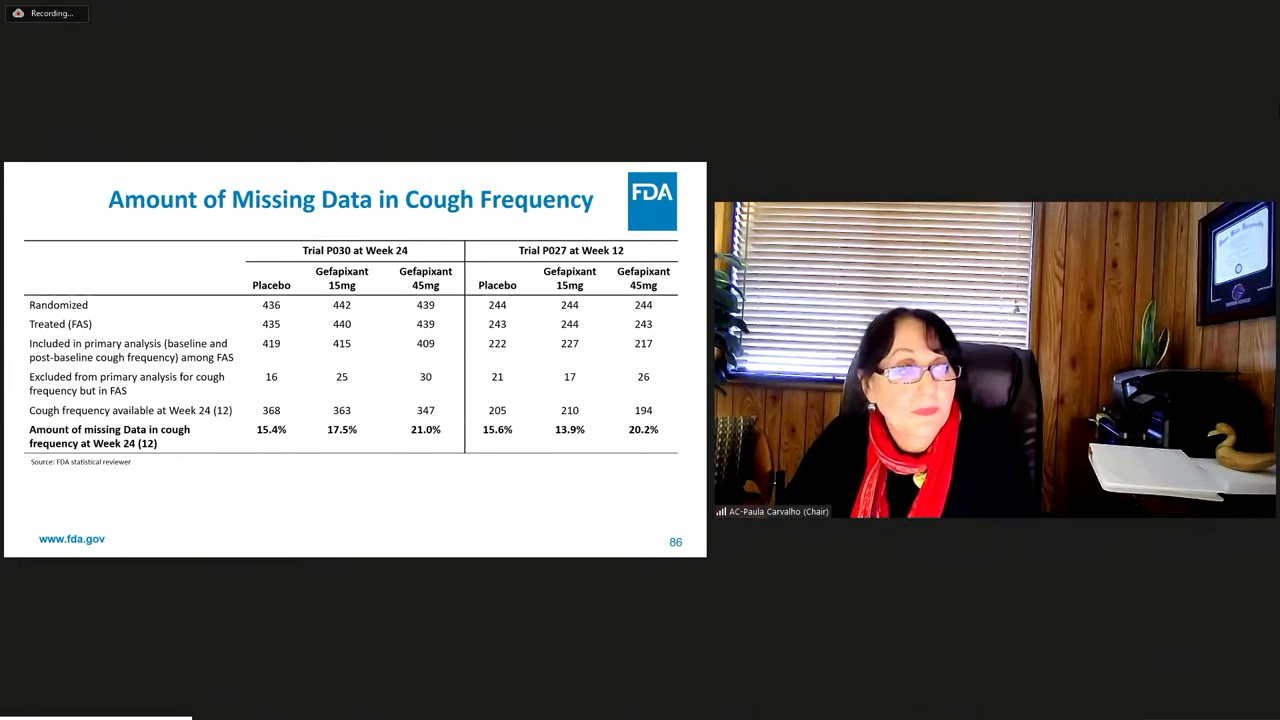 Recording...
Amount of Missing Data in Cough Frequency
FDA
Trial P030 at Week 24 Trial P027 at Week 12
Placebo Gefapixant 15mg Gefapixant 45mg Placebo Gefapixant 15mg Gefapixant 45mg
Randomized 436 442 439 244 244 244
Treated (FAS) 435 440 439 243 244 243
Included in primary analysis (baseline and 419 415 409 222 227 217
post-baseline cough frequency) among FAS
Excluded from primary analysis for cough 16 25 30 21 17 26
frequency but in FAS
Cough frequency available at Week 24 (12) 368 363 347 205 210 194
Amount of missing Data in cough 15.4% 17.5% 21.0% 15.6% 13.9% 20.2%
frequency at Week 24 (12)
Source: FDA statistical reviewer
www.fda.gov
86
AC-Paula Carvalho (Chair)